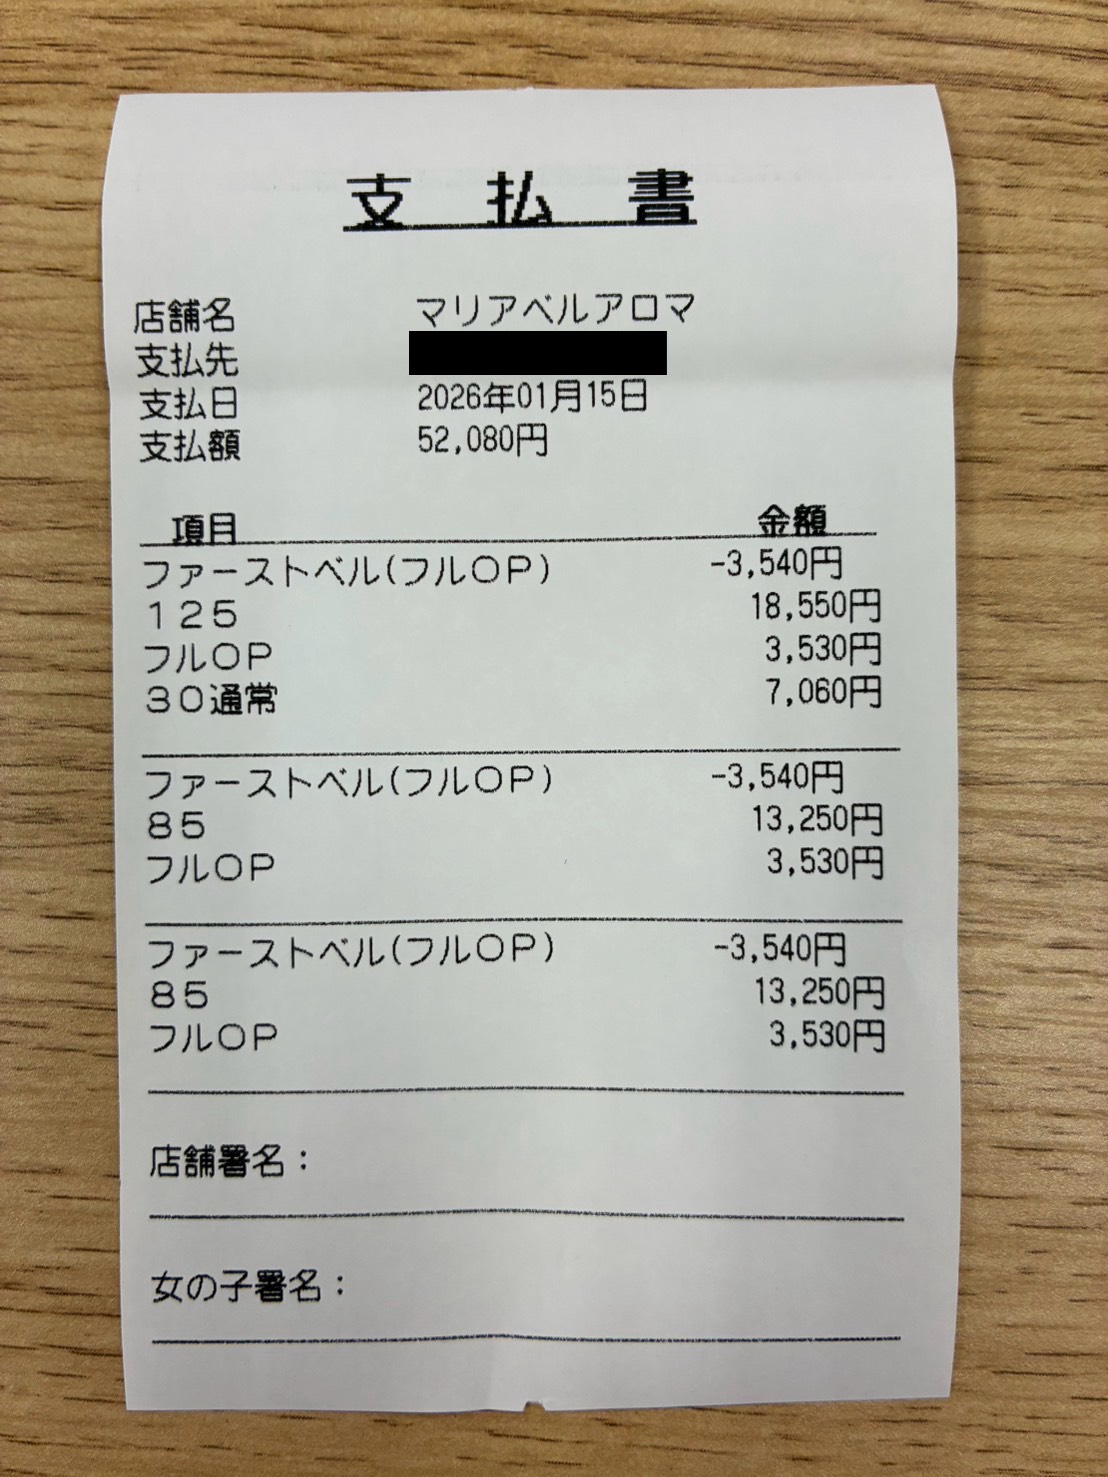 支払書
店舗名 マリアベルアロマ
支払先
支払日 2026年01月15日
支払額 52,080円
項目 金額
ファーストベル(フルOP) -3,540円
125 18,550円
フルOP 3,530円
30通常 7,060円
ファーストベル(フルOP) -3,540円
85 13,250円
フルOP 3,530円
ファーストベル(フルOP) -3,540円
85 13,250円
フルOP 3,530円
店舗署名：
女の子署名：